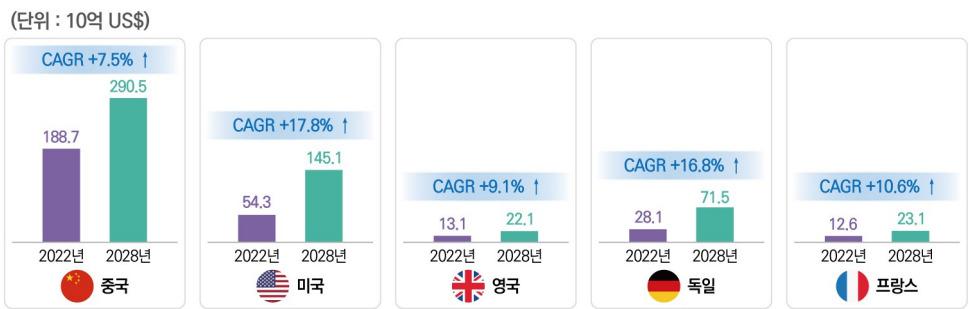 (단위 : 10억 US$)
CAGR +7.5% ↑
188.7
290.5
2022년
2028년
중국
CAGR +17.8% ↑
54.3
145.1
2022년
2028년
미국
CAGR +9.1% ↑
13.1
22.1
2022년
2028년
영국
CAGR +16.8% ↑
28.1
71.5
2022년
2028년
독일
CAGR +10.6% ↑
12.6
23.1
2022년
2028년
프랑스